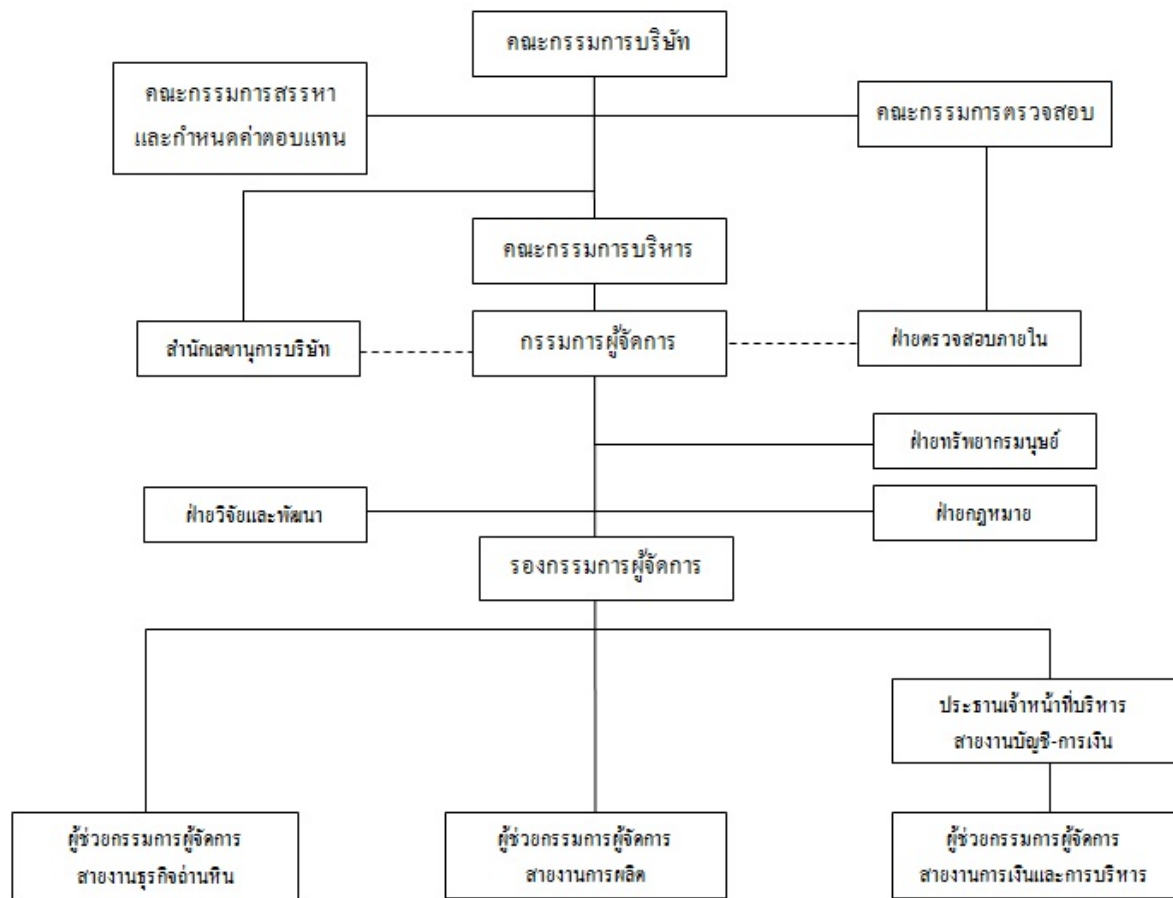 คณะกรรมการบริษัท
คณะกรรมการสรรหา
และกำหนดค่าตอบแทน
คณะกรรมการตรวจสอบ
คณะกรรมการบริหาร
สำนักเลขานุการบริษัท
กรรมการผู้จัดการ
ฝ่ายตรวจสอบภายใน
ฝ่ายทรัพยากรมนุษย์
ฝ่ายวิจัยและพัฒนา
ฝ่ายกฎหมาย
รองกรรมการผู้จัดการ
ประธานเจ้าหน้าที่บริหาร
สายงานบัญชี-การเงิน
ผู้ช่วยกรรมการผู้จัดการ
สายงานธุรกิจถ่านหิน
ผู้ช่วยกรรมการผู้จัดการ
สายงานการผลิต
ผู้ช่วยกรรมการผู้จัดการ
สายงานการเงินและการบริหาร